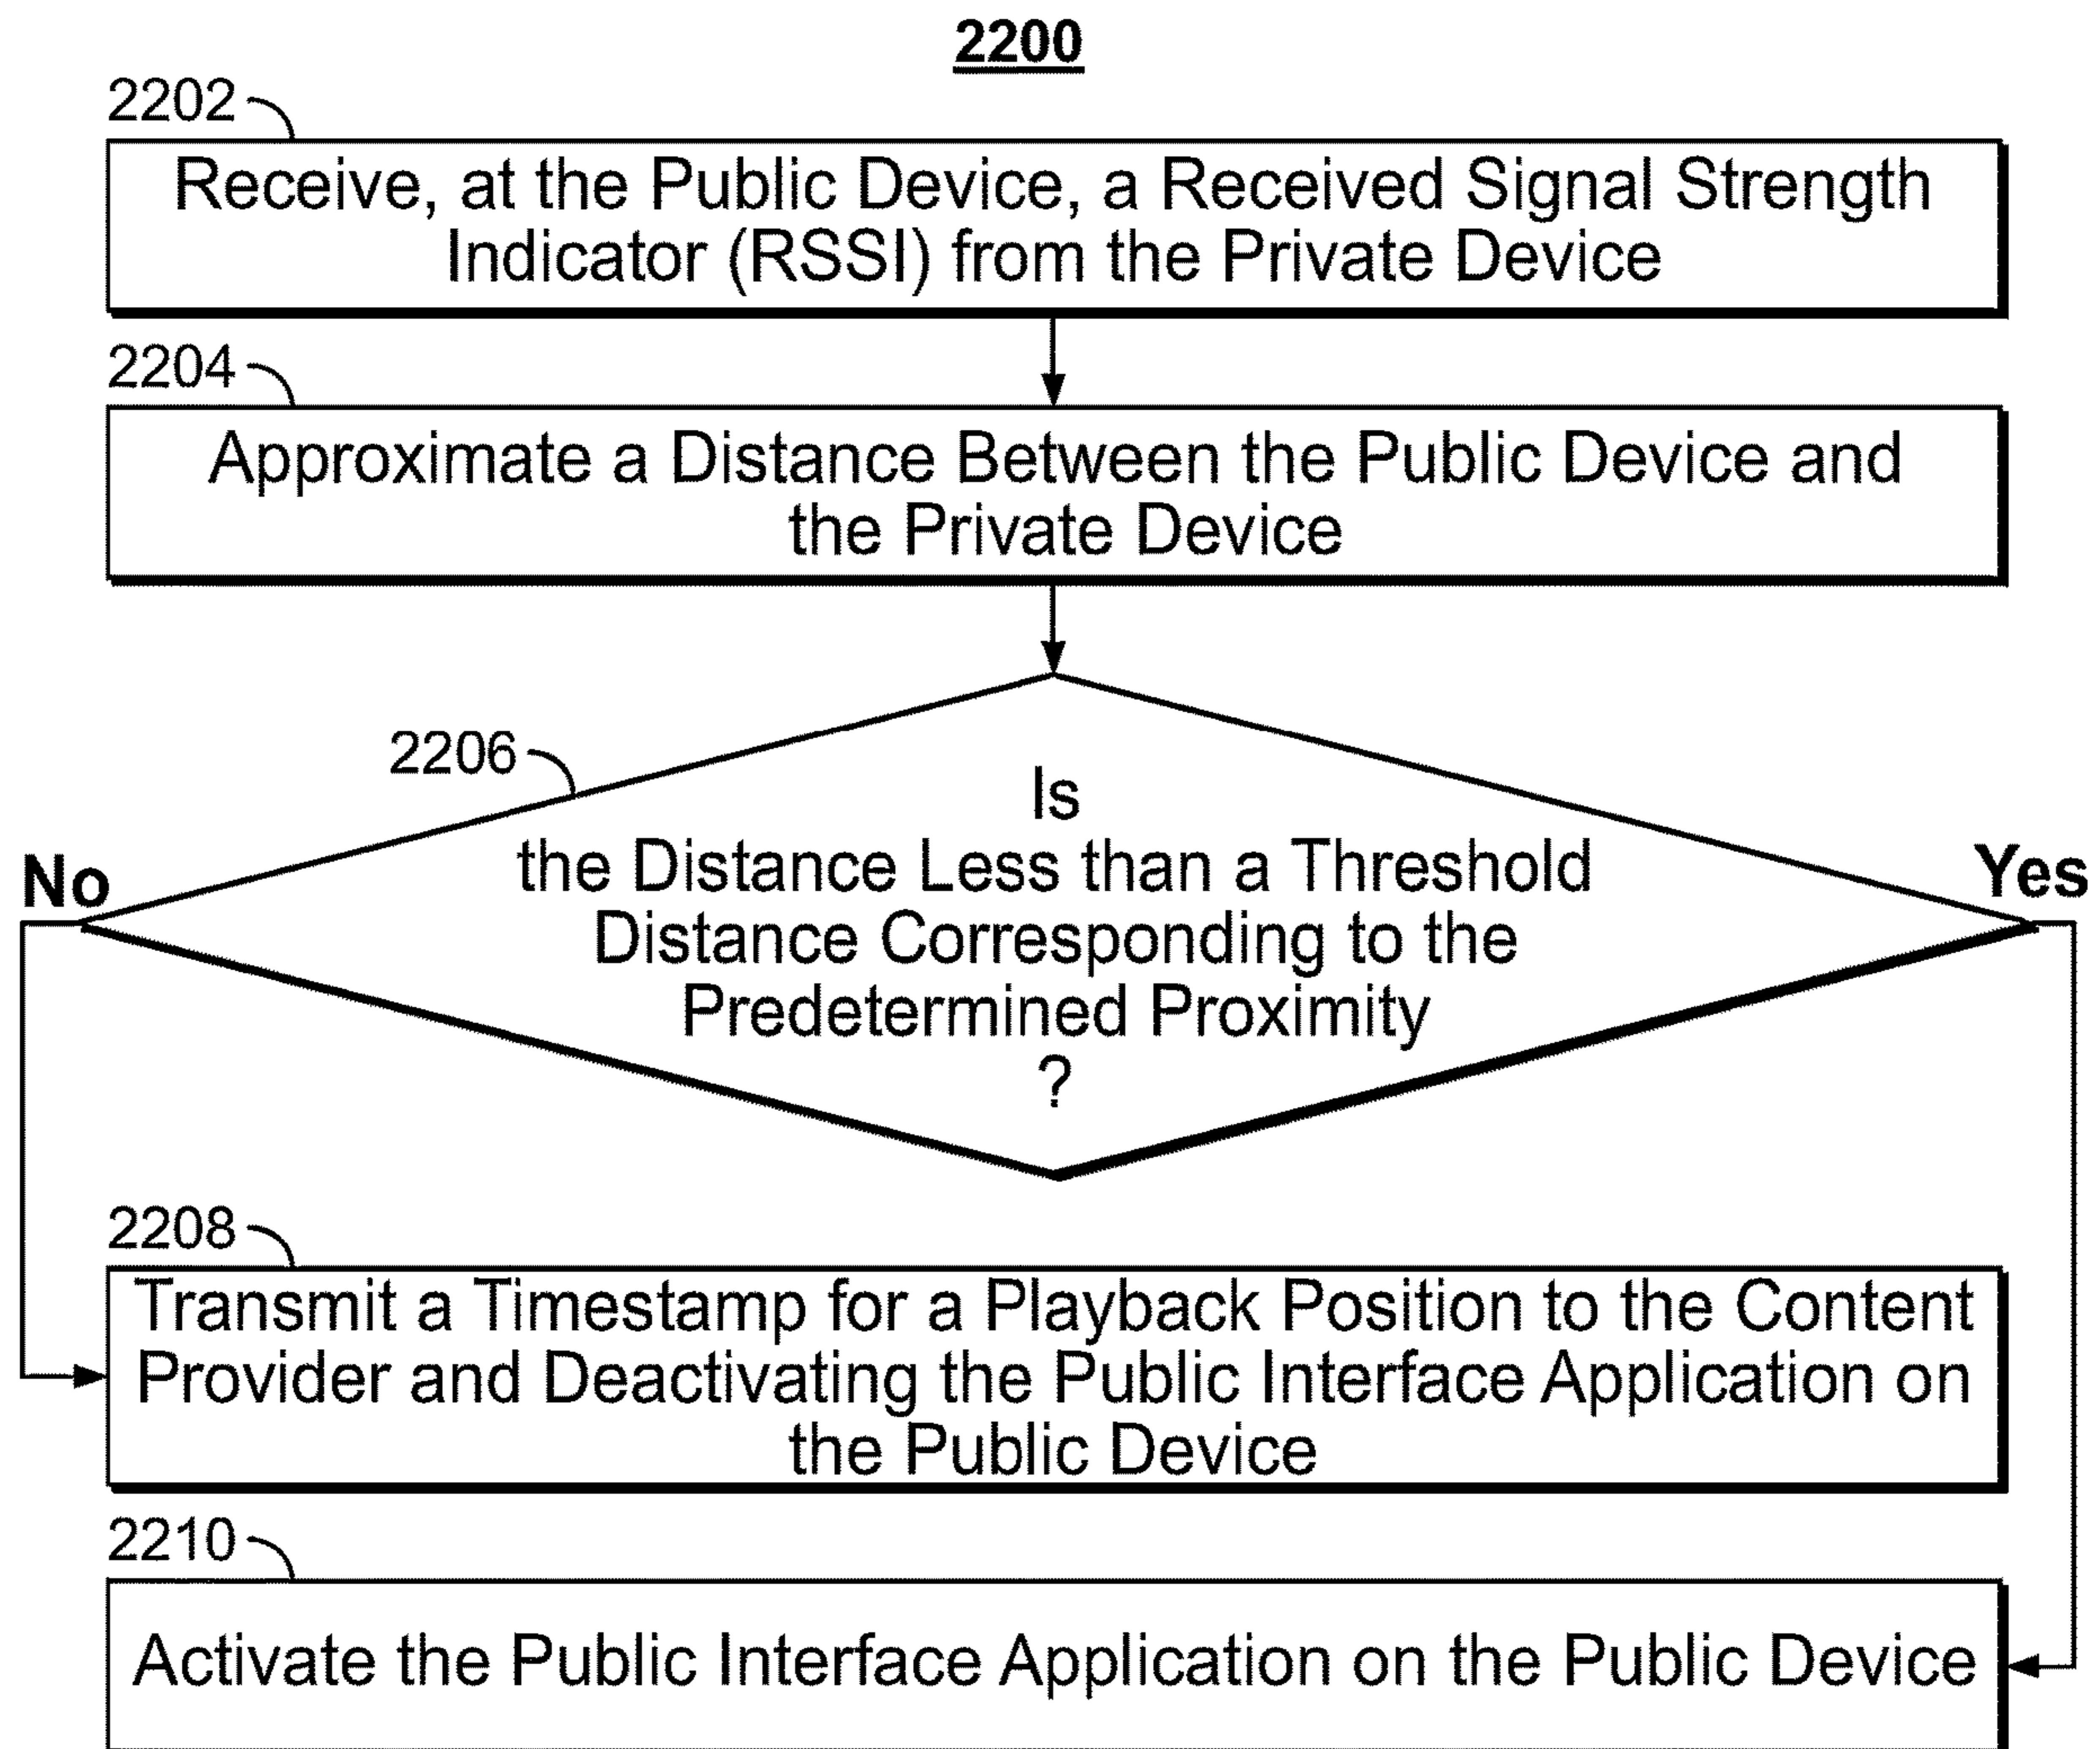 2200
2202
Receive, at the Public Device, a Received Signal Strength
Indicator (RSSI) from the Private Device
2204
Approximate a Distance Between the Public Device and
the Private Device
2206
Is
the Distance Less than a Threshold
Distance Corresponding to the
Predetermined Proximity
?
No
Yes
2208
Transmit a Timestamp for a Playback Position to the Content
Provider and Deactivating the Public Interface Application on
the Public Device
2210
Activate the Public Interface Application on the Public Device